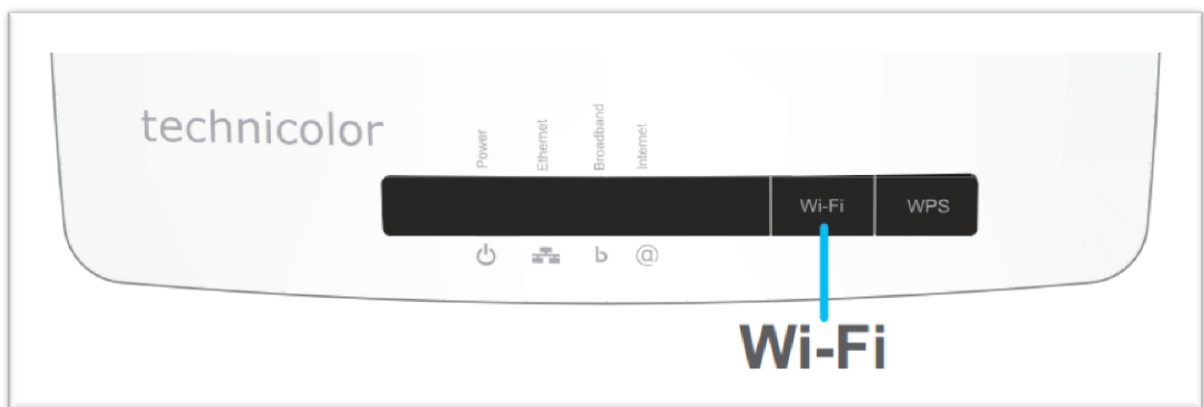 technicolor
Power
Ethernet
Broadband
Internet
Wi-Fi
WPS
b
@
Wi-Fi